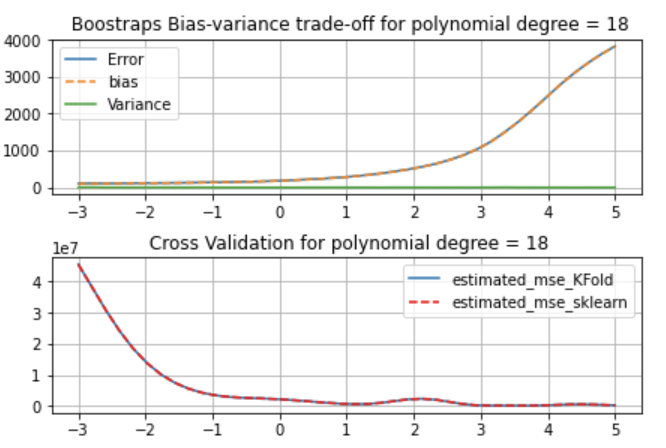 Boostraps Bias-variance trade-off for polynomial degree = 18
4000
3000
2000
1000
0
Error
bias
Variance
−3 −2 −1 0 1 2 3 4 5
Cross Validation for polynomial degree = 18
1e7
4
3
2
1
0
estimated_mse_KFold
estimated_mse_sklearn
−3 −2 −1 0 1 2 3 4 5